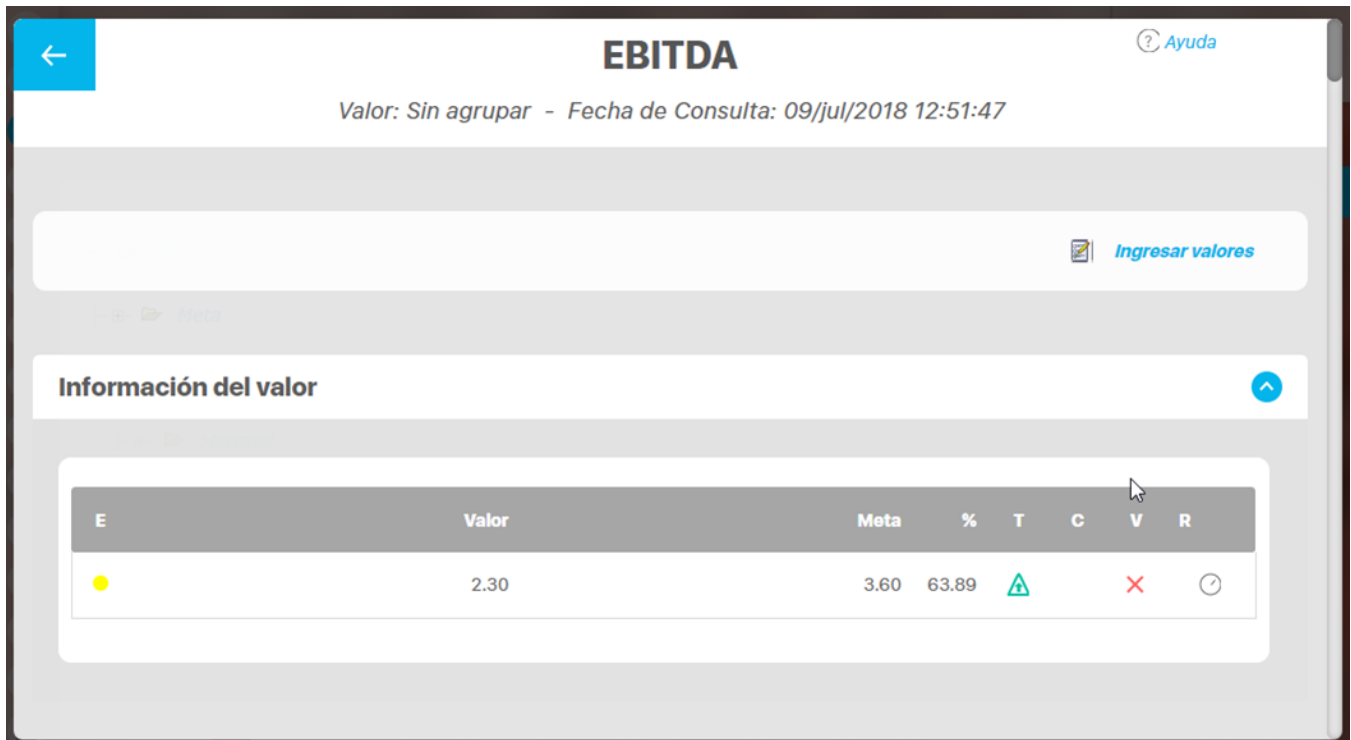 EBITDA
Ayuda
Valor: Sin agrupar - Fecha de Consulta: 09/jul/2018 12:51:47
Ingresar valores
Meta
Información del valor
E Valor Meta % T C V R
2.30 3.60 63.89